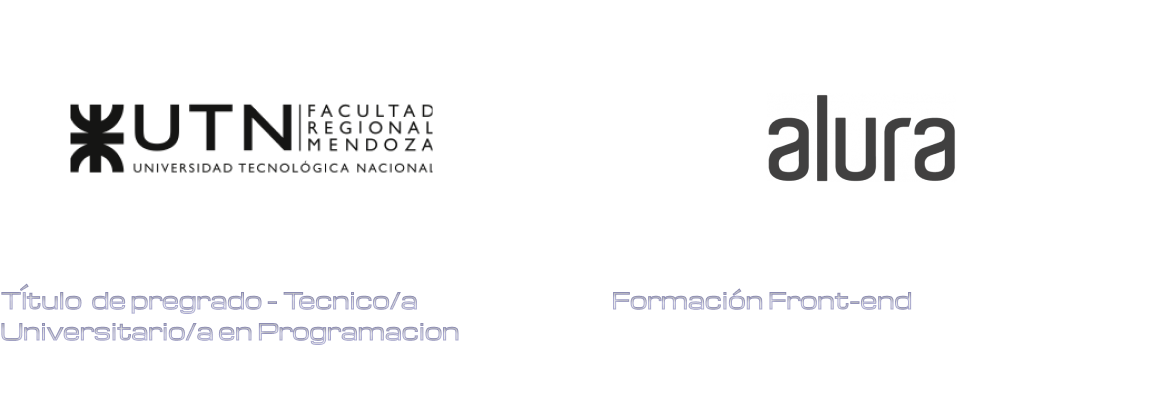 UTN
FACULTAD
REGIONAL
MENDOZA
UNIVERSIDAD TECNOLÓGICA NACIONAL
alura
Título de pregrado - Tecnico/a
Universitario/a en Programacion
Formación Front-end